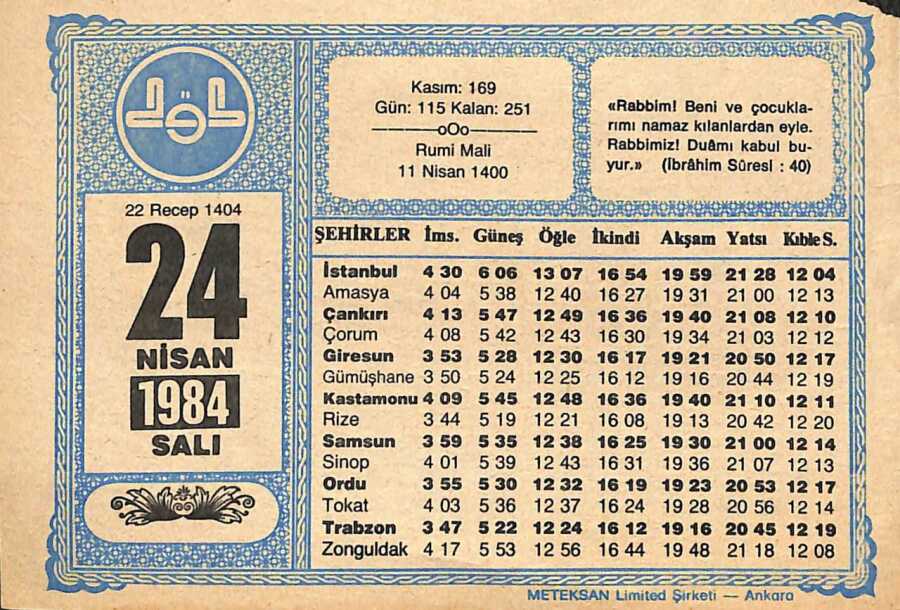 22 Recep 1404
24
NİSAN
1984
SALI
Kasım: 169
Gün: 115 Kalan: 251
oOo
Rumi Mali
11 Nisan 1400
«Rabbim! Beni ve çocukla-
rımı namaz kılanlardan eyle.
Rabbimiz! Duâmı kabul bu-
yur.» (İbrâhim Sûresi : 40)
ŞEHİRLER İms. Güneş Öğle İkindi Akşam Yatsı Kıble S.
İstanbul 4 30 6 06 13 07 16 54 19 59 21 28 12 04
Amasya 4 04 5 38 12 40 16 27 19 31 21 00 12 13
Çankırı 4 13 5 47 12 49 16 36 19 40 21 08 12 10
Çorum 4 08 5 42 12 43 16 30 19 34 21 03 12 12
Giresun 3 53 5 28 12 30 16 17 19 21 20 50 12 17
Gümüşhane 3 50 5 24 12 25 16 12 19 16 20 44 12 19
Kastamonu 4 09 5 45 12 48 16 36 19 40 21 10 12 11
Rize 3 44 5 19 12 21 16 08 19 13 20 42 12 20
Samsun 3 59 5 35 12 38 16 25 19 30 21 00 12 14
Sinop 4 01 5 39 12 43 16 31 19 36 21 07 12 13
Ordu 3 55 5 30 12 32 16 19 19 23 20 53 12 17
Tokat 4 03 5 36 12 37 16 24 19 28 20 56 12 14
Trabzon 3 47 5 22 12 24 16 12 19 16 20 45 12 19
Zonguldak 4 17 5 53 12 56 16 44 19 48 21 18 12 08
METEKSAN Limited Şirketi — Ankara